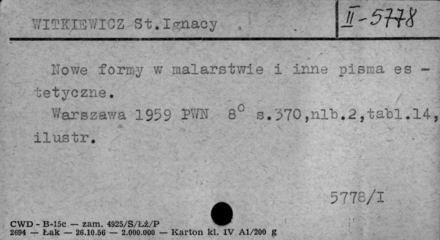 WITKIEWICZ St.Ignacy
II-5778
Nowe formy w malarstwie i inne pisma es -
tetyczne.
Warszawa 1959 PWN 8° s.370,nlb.2,tabl.14,
ilustr.
5778/I
CWD - B-15c — zam. 4925/S/Łż/P
2694 — Łak — 26.10.56 — 2.000.000 — Karton kl. IV A1/200 g